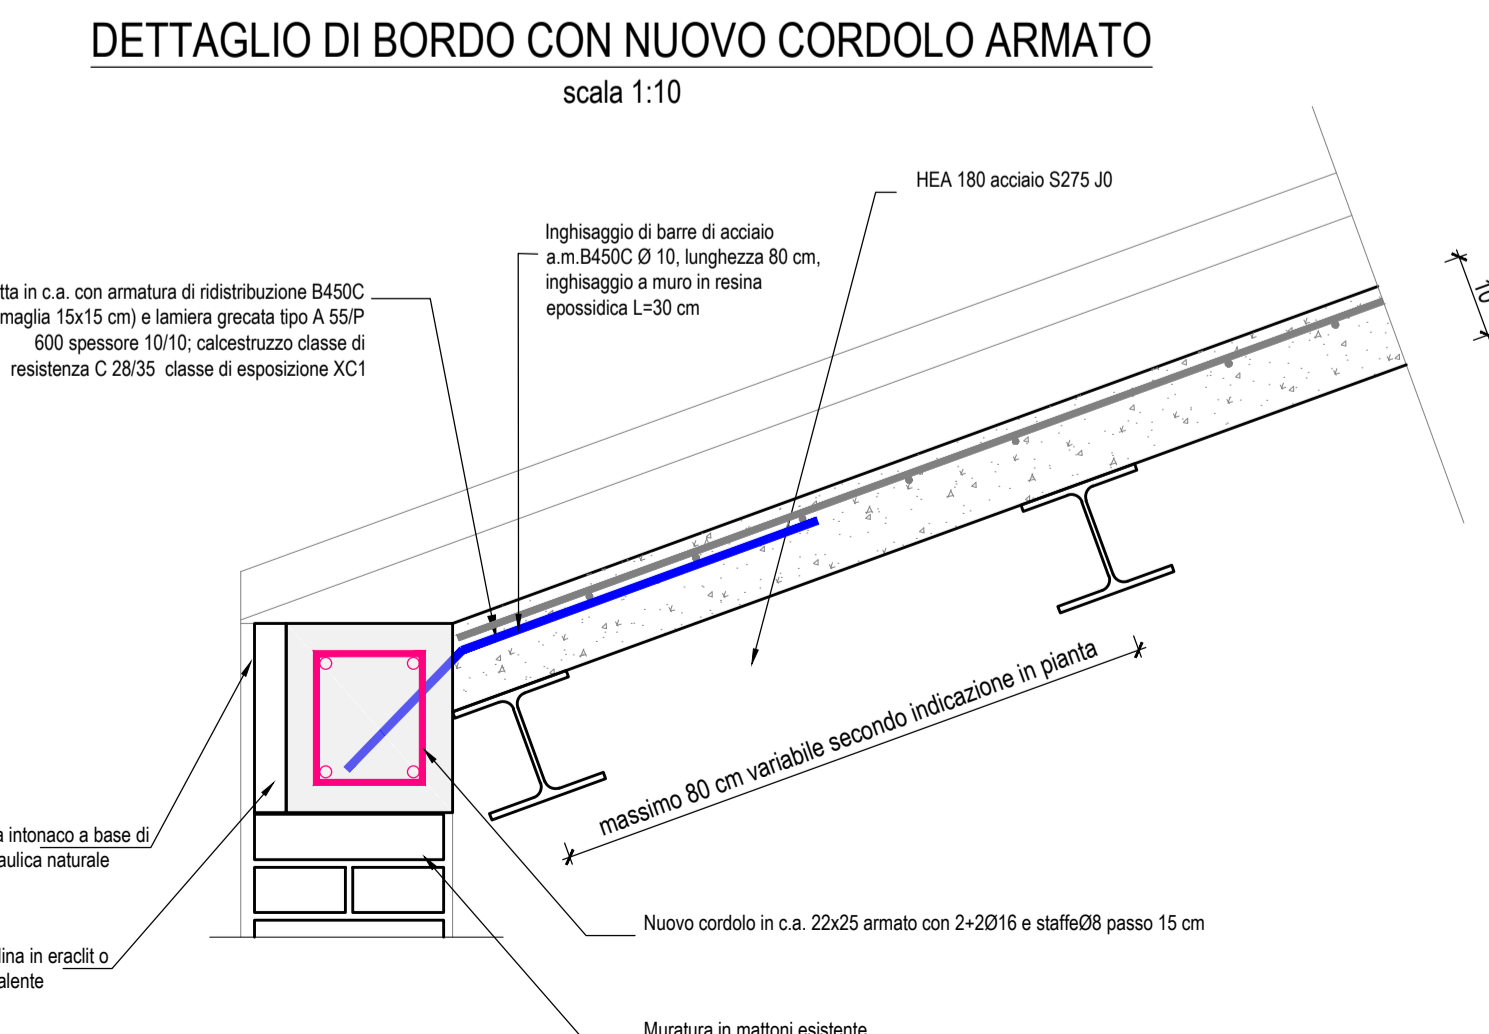 DETTAGLIO DI BORDO CON NUOVO CORDOLO ARMATO
scala 1:10
HEA 180 acciaio S275 J0
Inghisaggio di barre di acciaio
a.m.B450C Ø 10, lunghezza 80 cm,
inghisaggio a muro in resina
epossidica L=30 cm
tta in c.a. con armatura di ridistribuzione B450C
maglia 15x15 cm) e lamiera grecata tipo A 55/P
600 spessore 10/10; calcestruzzo classe di
resistenza C 28/35 classe di esposizione XC1
10
massimo 80 cm variabile secondo indicazione in pianta
a intonaco a base di
aulica naturale
Nuovo cordolo in c.a. 22x25 armato con 2+2Ø16 e staffeØ8 passo 15 cm
lina in eraclit o
alente
Muratura in mattoni esistente